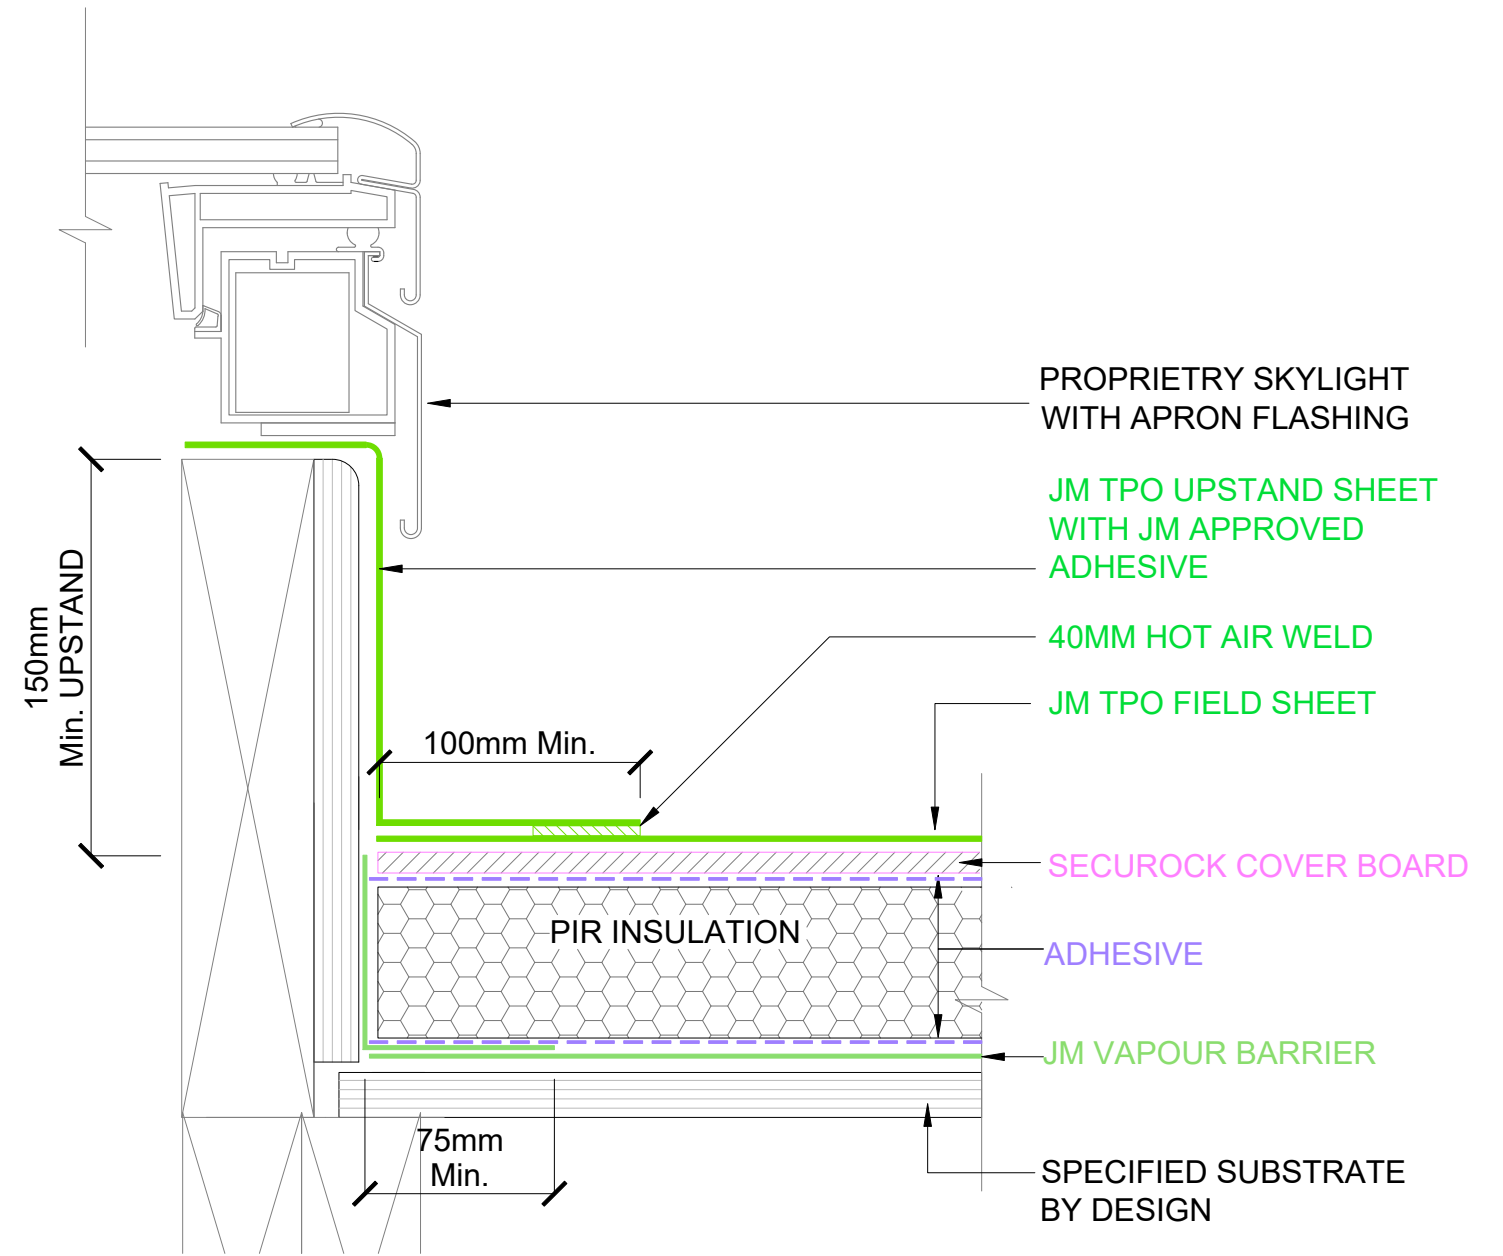 PROPRIETRY SKYLIGHT
WITH APRON FLASHING
JM TPO UPSTAND SHEET
WITH JM APPROVED
ADHESIVE
40MM HOT AIR WELD
JM TPO FIELD SHEET
150mm
Min. UPSTAND
100mm Min.
SECUROCK COVER BOARD
PIR INSULATION
ADHESIVE
JM VAPOUR BARRIER
75mm
Min.
SPECIFIED SUBSTRATE
BY DESIGN